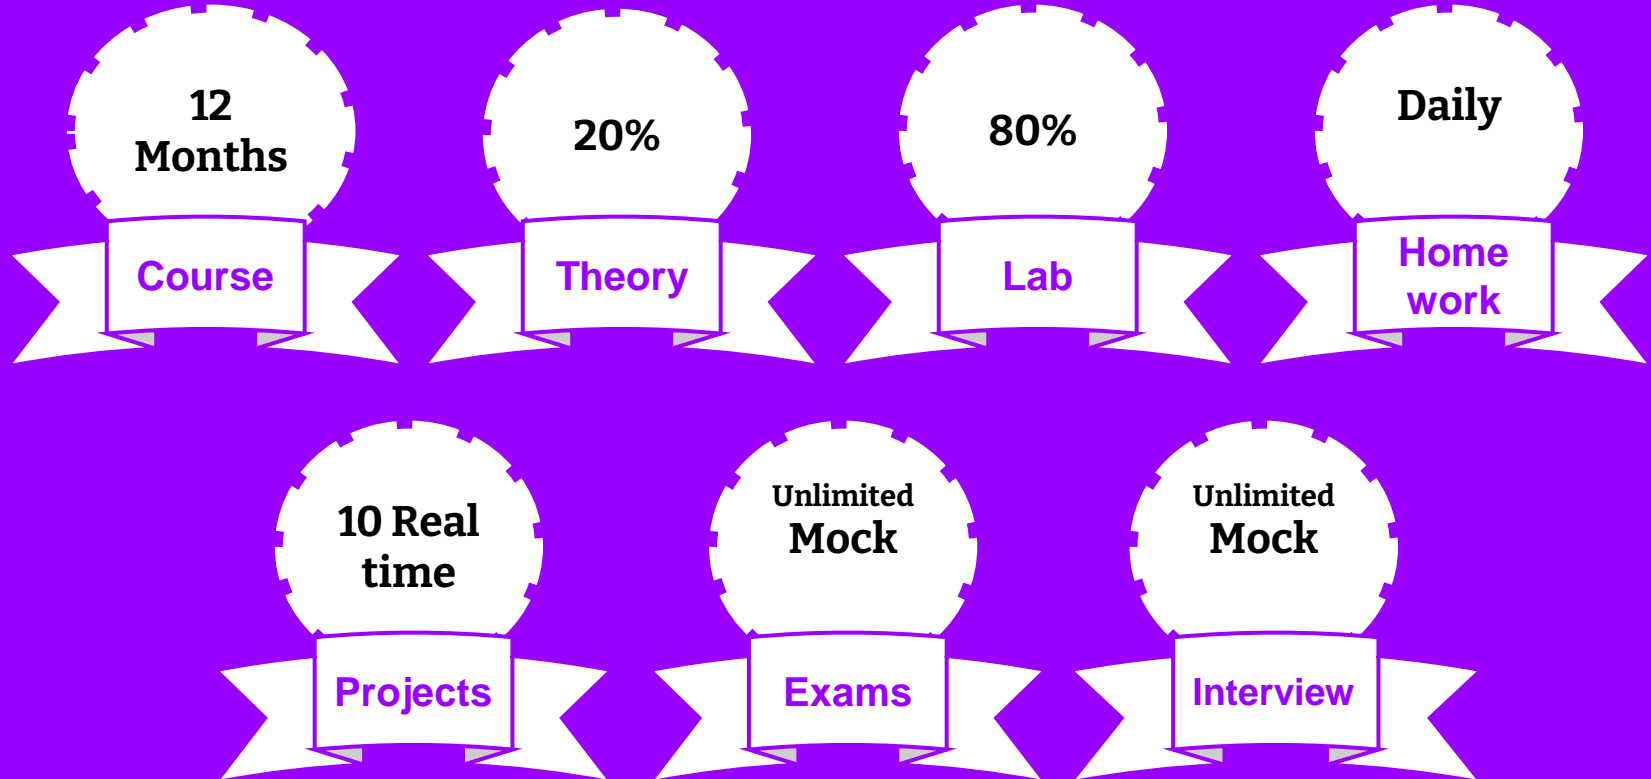 12
Months
Course
20%
Theory
80%
Lab
Daily
Home
work
10 Real
time
Projects
Unlimited
Mock
Exams
Unlimited
Mock
Interview